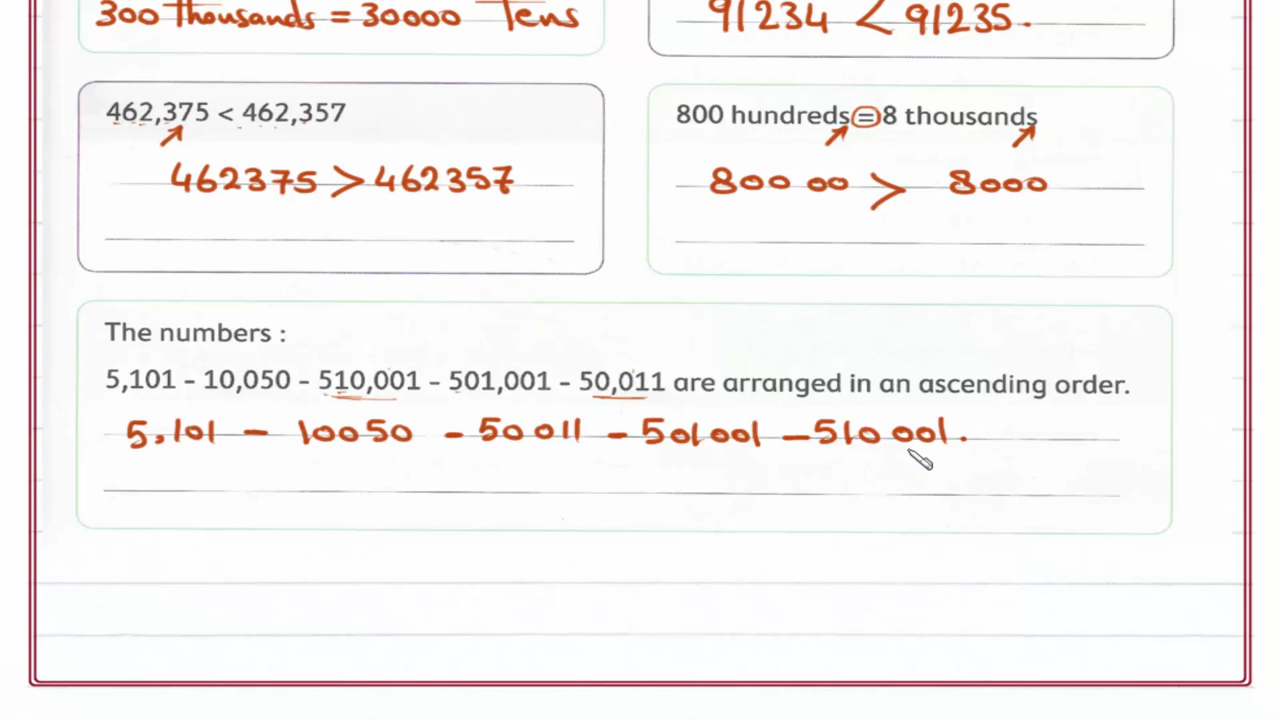 300 Thousands = 30000 Tens
91234 < 91235.
462,375 < 462,357
462375 > 462357
800 hundreds = 8 thousands
80000 > 8000
The numbers :
5,101 - 10,050 - 510,001 - 501,001 - 50,011 are arranged in an ascending order.
5,101 - 10050 - 50011 - 501001 - 510001.